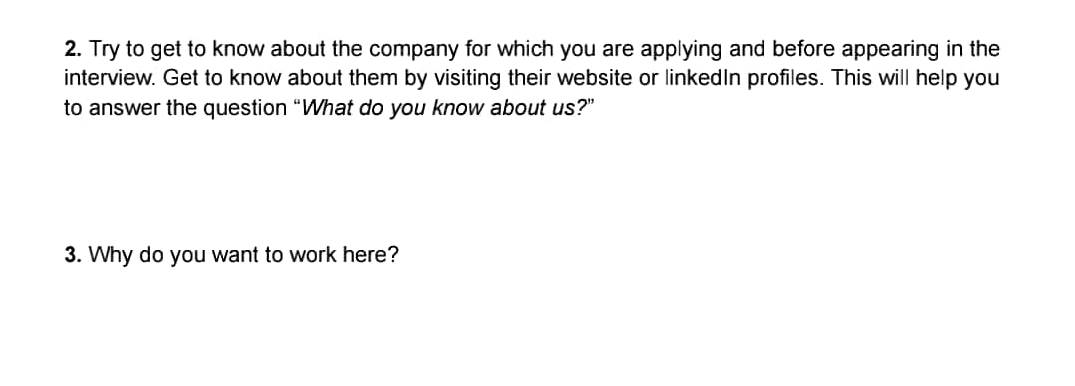 2. Try to get to know about the company for which you are applying and before appearing in the
interview. Get to know about them by visiting their website or linkedIn profiles. This will help you
to answer the question “What do you know about us?”
3. Why do you want to work here?